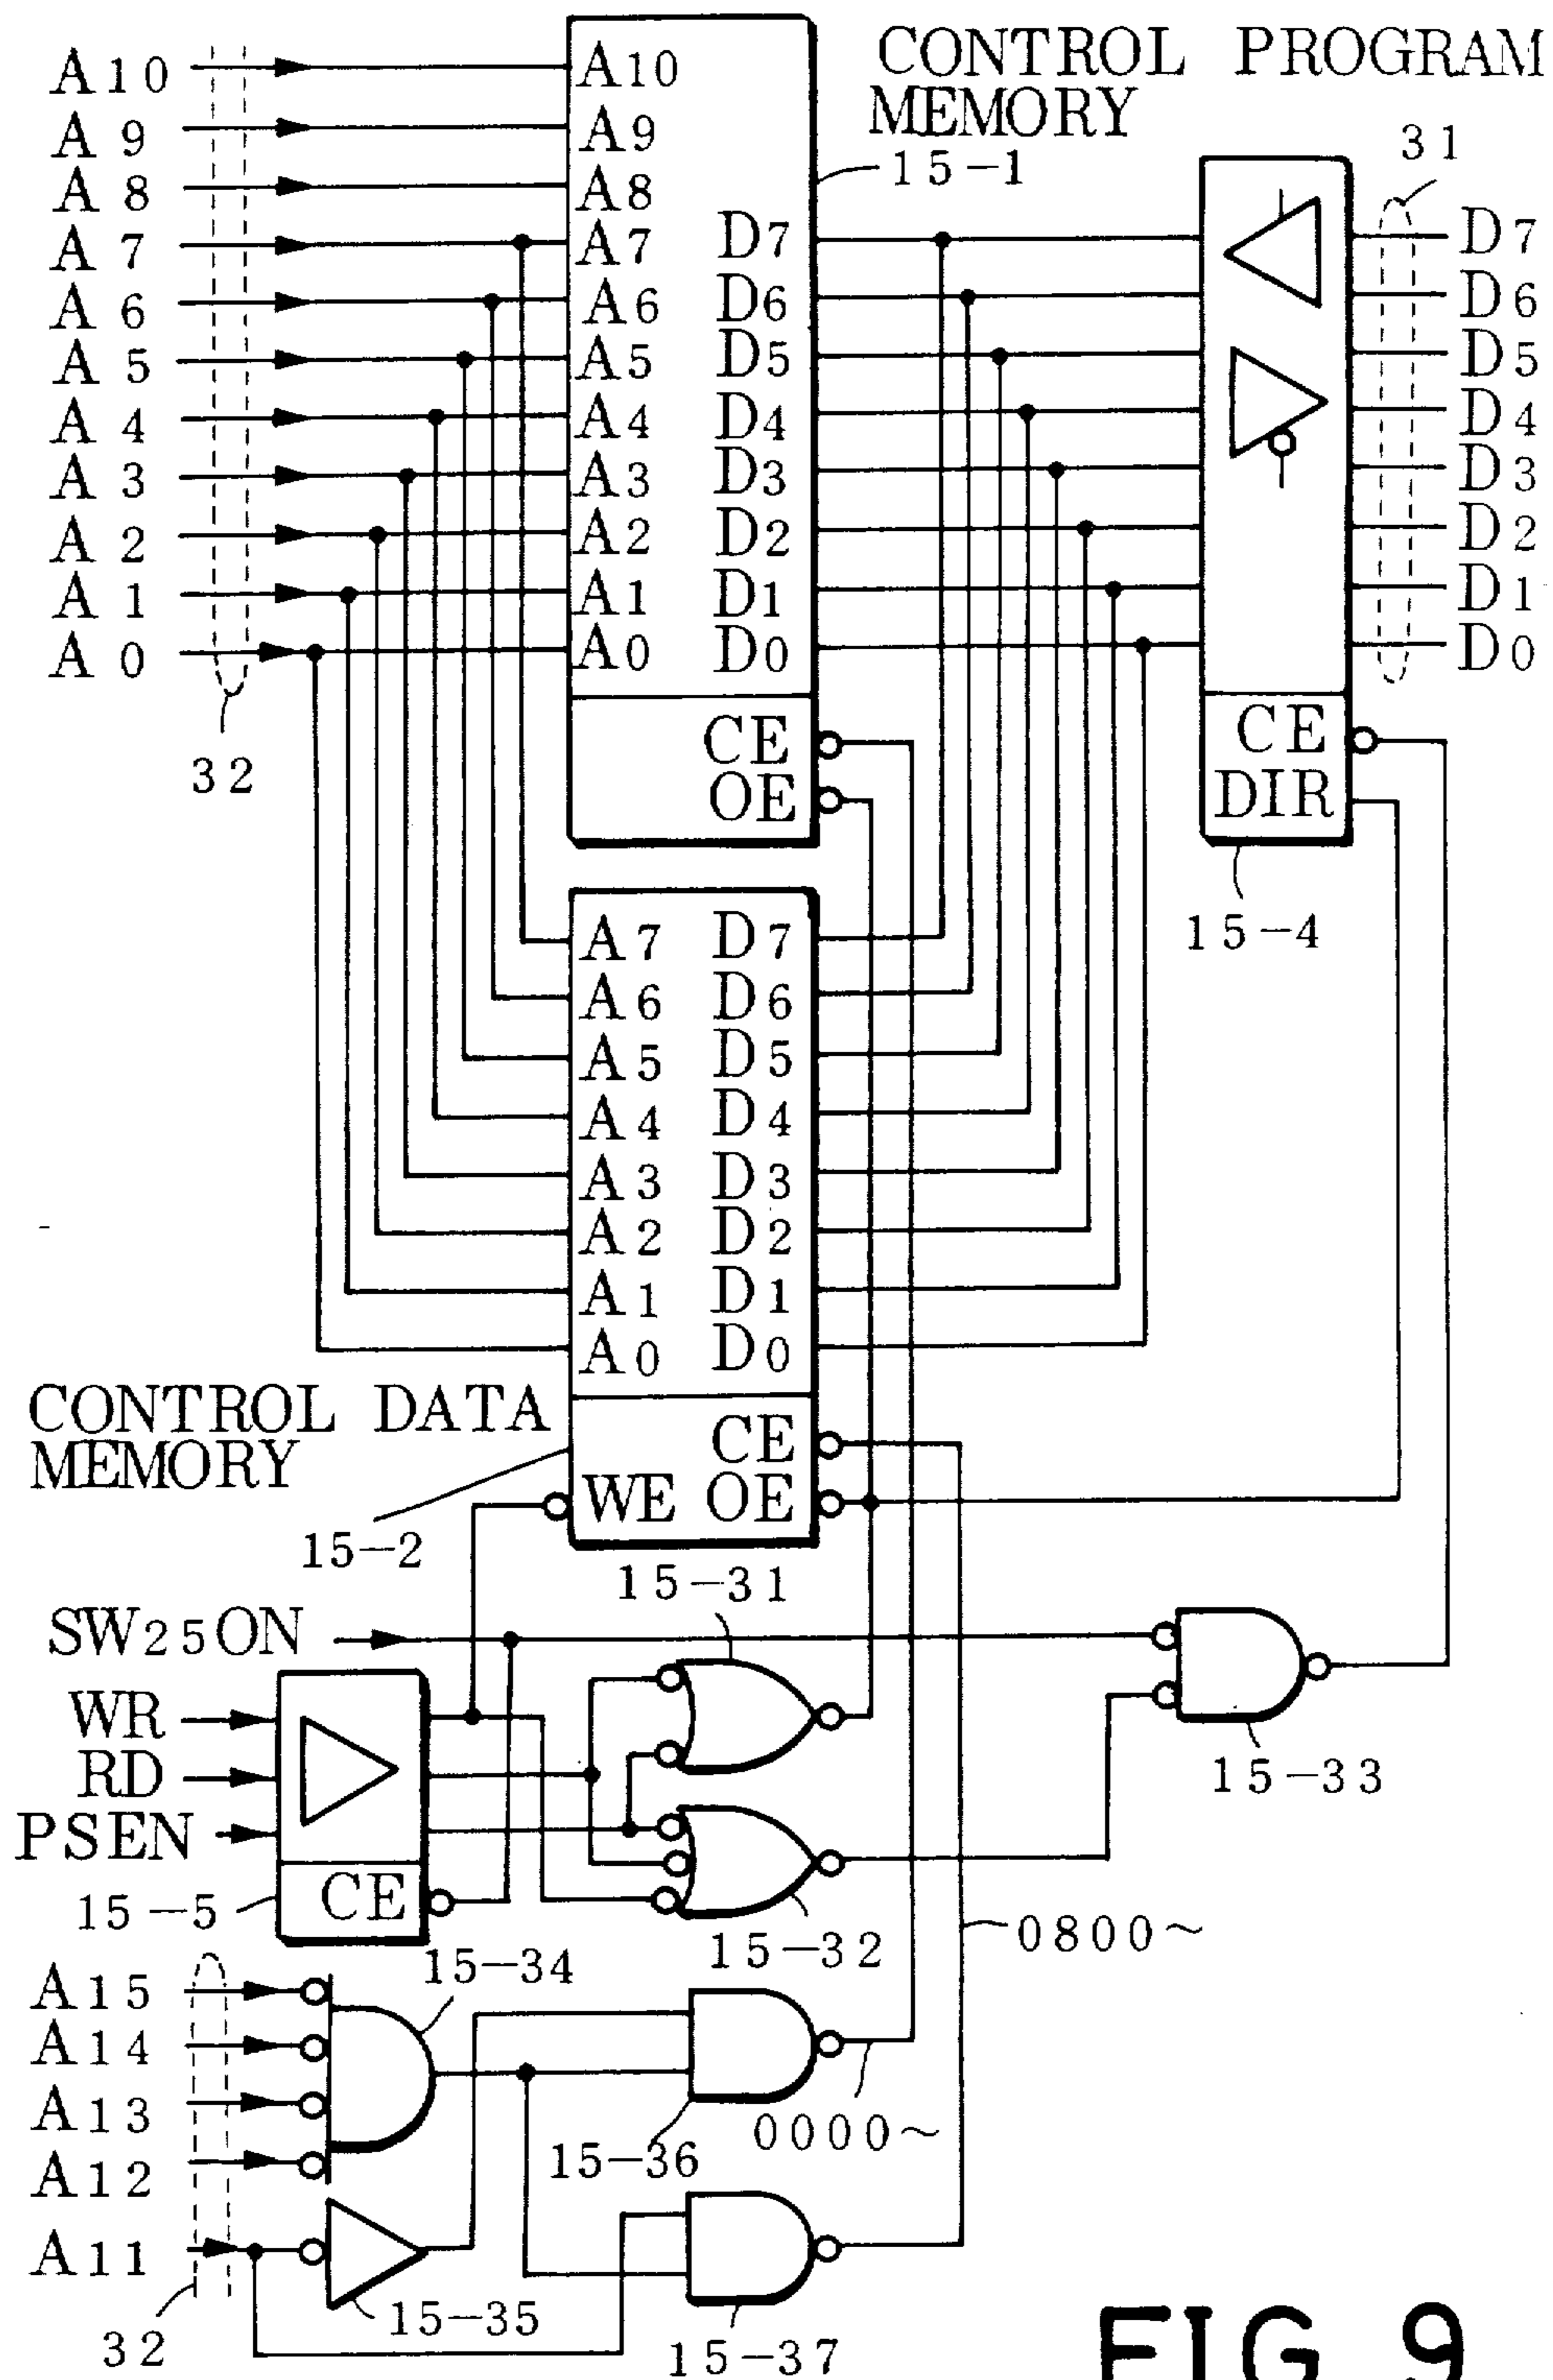 CONTROL PROGRAM
MEMORY
15-1
31
A10
A9
A8
A7
A6
A5
A4
A3
A2
A1
A0
32
A10
A9
A8
A7
A6
A5
A4
A3
A2
A1
A0
D7
D6
D5
D4
D3
D2
D1
D0
CE
OE
D7
D6
D5
D4
D3
D2
D1
D0
CE
DIR
15-4
A7
A6
A5
A4
A3
A2
A1
A0
D7
D6
D5
D4
D3
D2
D1
D0
CONTROL DATA
MEMORY
CE
WE OE
15-2
15-31
SW25ON
WR
RD
PSEN
CE
15-5
15-33
15-32
0800~
15-34
A15
A14
A13
A12
A11
32
15-36
0000~
15-35
15-37
FIG. 9